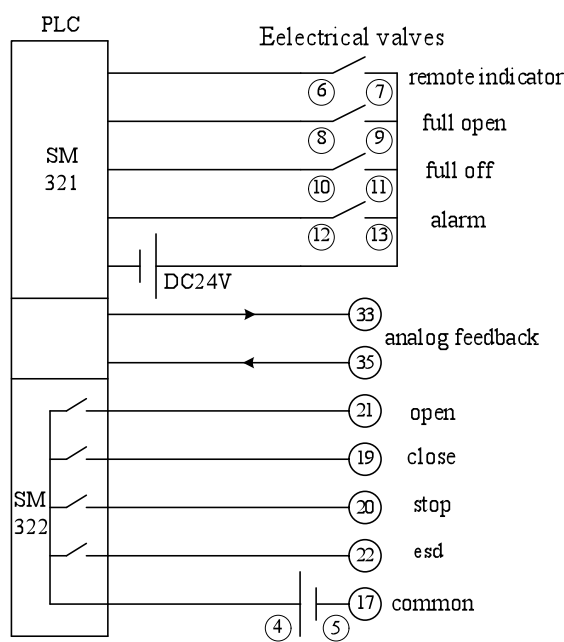 PLC
Eelectrical valves
6 7 remote indicator
8 9 full open
SM
321
10 11 full off
12 13 alarm
DC24V
33
analog feedback
35
21 open
19 close
SM
322
20 stop
22 esd
4 5 17 common